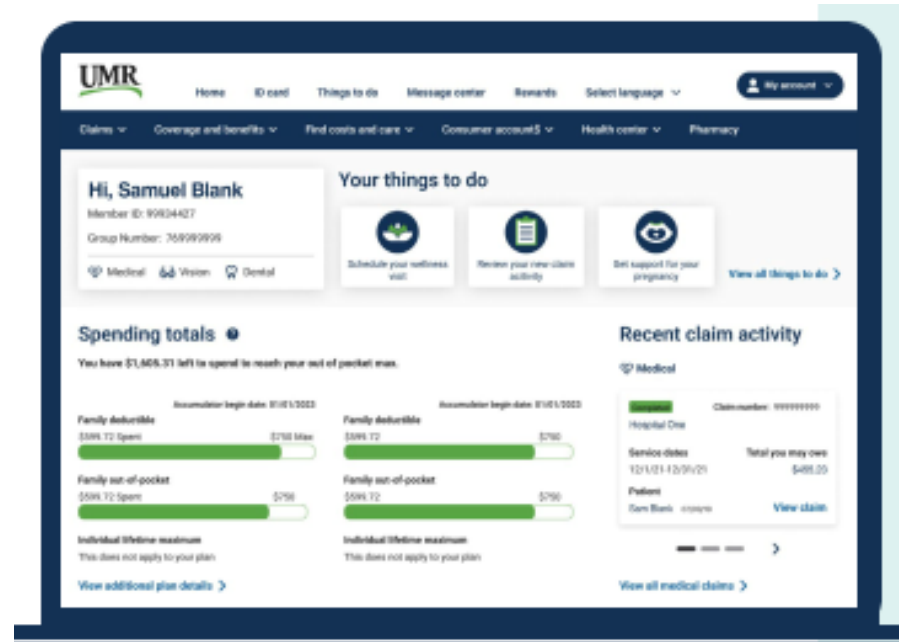 UMR
Home ID card Things to do Message center Rewards Select language
My account
Claims Coverage and benefits Find costs and care Consumer account$ Health center Pharmacy
Hi, Samuel Blank
Member ID: 99934427
Group Number: 769999999
Medical Vision Dental
Your things to do
Schedule your wellness
visit
Review your new claim
activity
Get support for your
pregnancy
View all things to do
Spending totals
You have $1,605.31 left to spend to reach your out of pocket max.
Accumulator begin date: 01/01/2023
Family deductible
$599.72 Spent $750 Max
Family out-of-pocket
$599.72 Spent $750
Individual lifetime maximum
This does not apply to your plan
View additional plan details
Accumulator begin date: 01/01/2023
Family deductible
$599.72 $750
Family out-of-pocket
$599.72 $750
Individual lifetime maximum
This does not apply to your plan
Recent claim activity
Medical
Completed Claim number: 999999999
Hospital One
Service dates Total you may owe
12/1/21-12/31/21 $495.23
Patient
Sam Blank View claim
View all medical claims